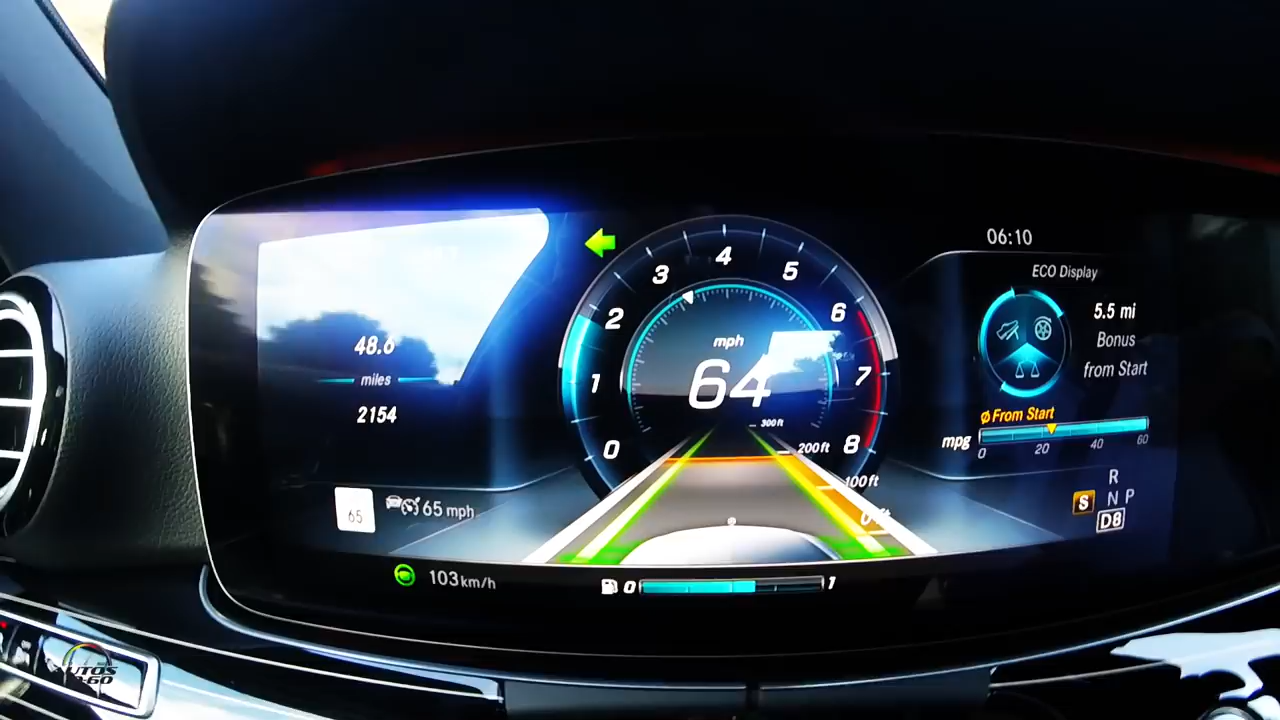 06:10
ECO Display
5.5 mi
Bonus
from Start
Ø From Start
mpg
0 20 40 60
R
N P
S
D8
48.6
miles
2154
65
65 mph
103 km/h
0 1 2 3 4 5 6 7 8
mph
64
300 ft
200 ft
100 ft
0 ft
0 1